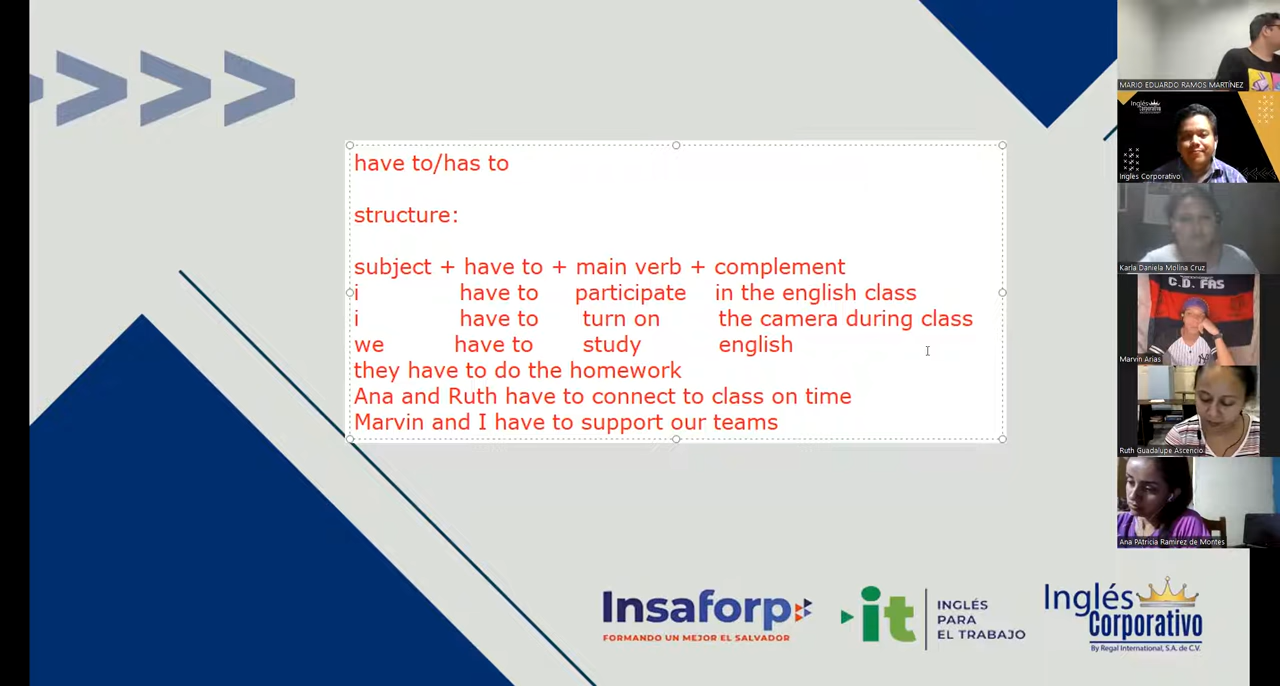 have to/has to
structure:
subject + have to + main verb + complement
i have to participate in the english class
i have to turn on the camera during class
we have to study english
they have to do the homework
Ana and Ruth have to connect to class on time
Marvin and I have to support our teams
Insaforp
FORMANDO UN MEJOR EL SALVADOR
it
INGLÉS
PARA
EL TRABAJO
Inglés
Corporativo
By Regal International, S.A. de C.V.
MARIO EDUARDO RAMOS MARTÍNEZ
Inglés
Corporativo
Inglés Corporativo
Karla Daniela Molina Cruz
C.D. FAS
Marvin Arias
Ruth Guadalupe Ascencio
Ana PAtricia Ramirez de Montes